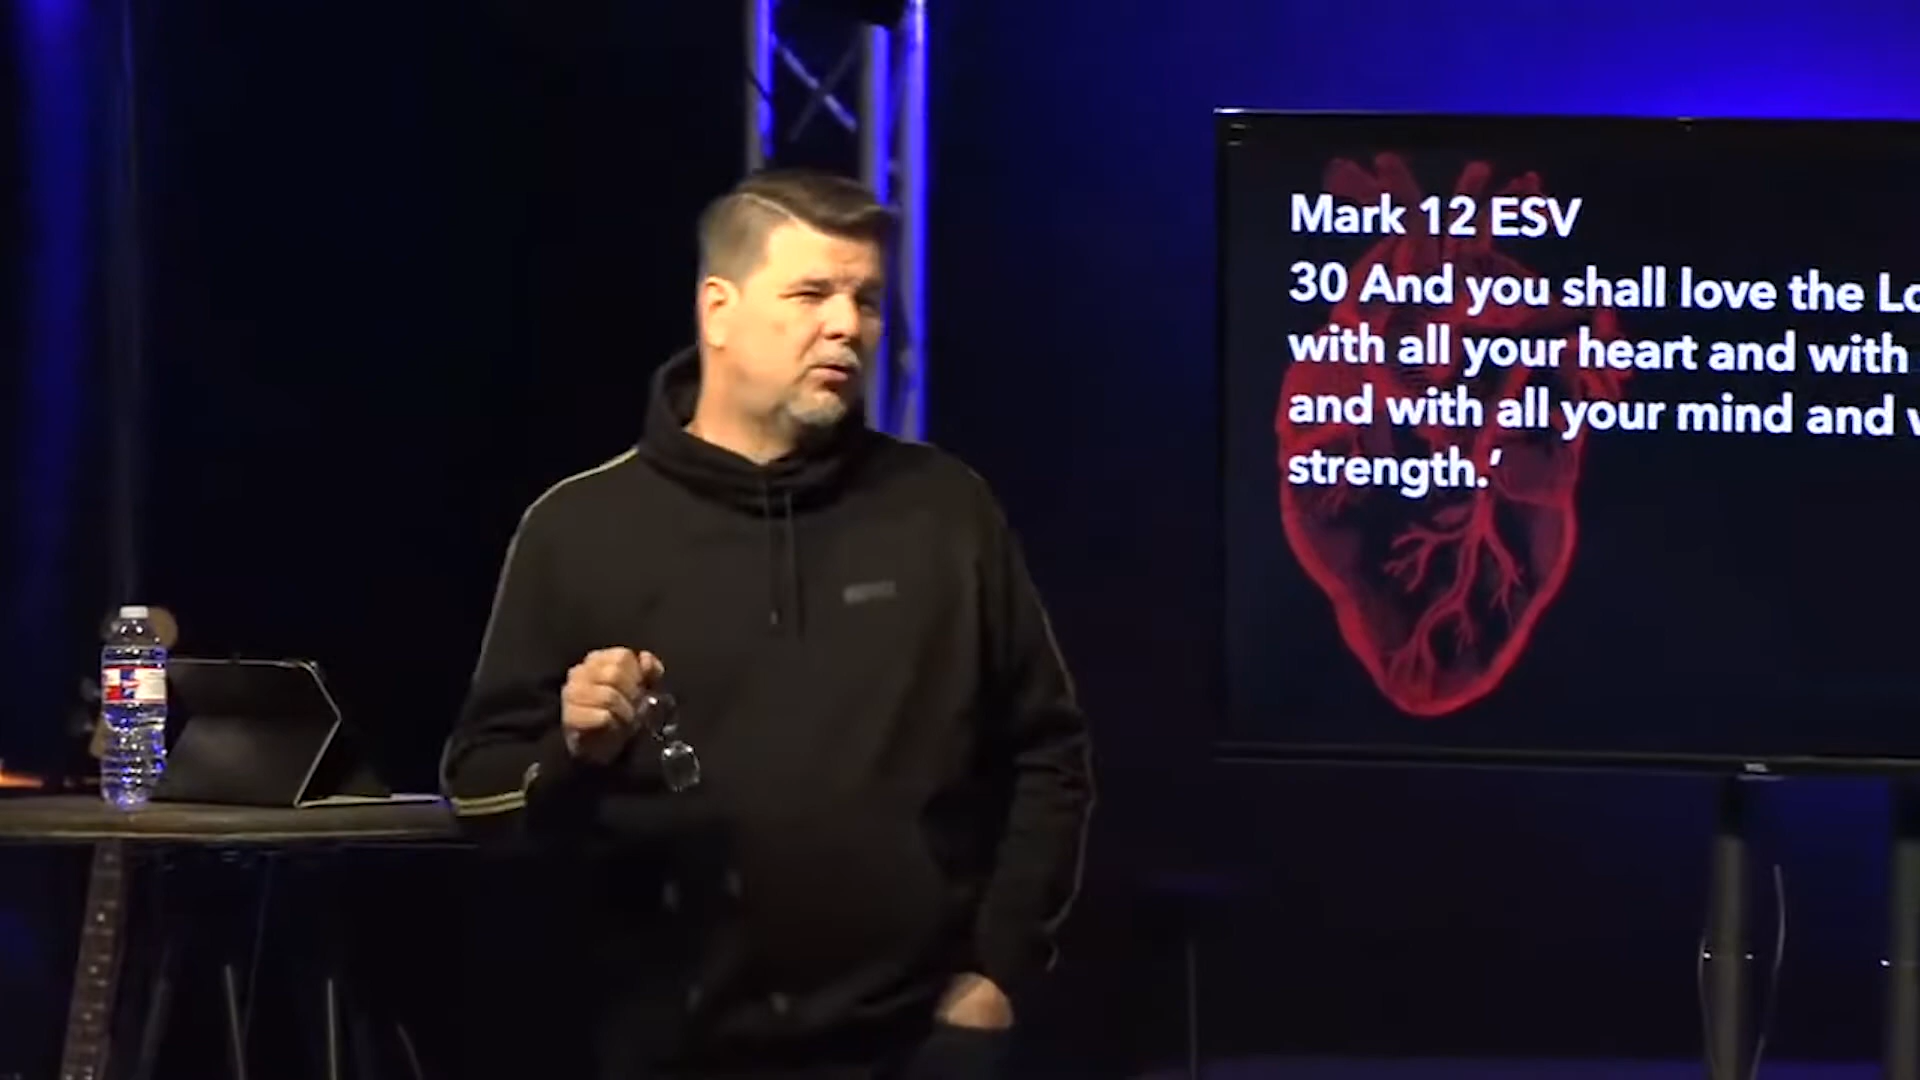 Mark 12 ESV
30 And you shall love the Lo
with all your heart and with
and with all your mind and w
strength.’